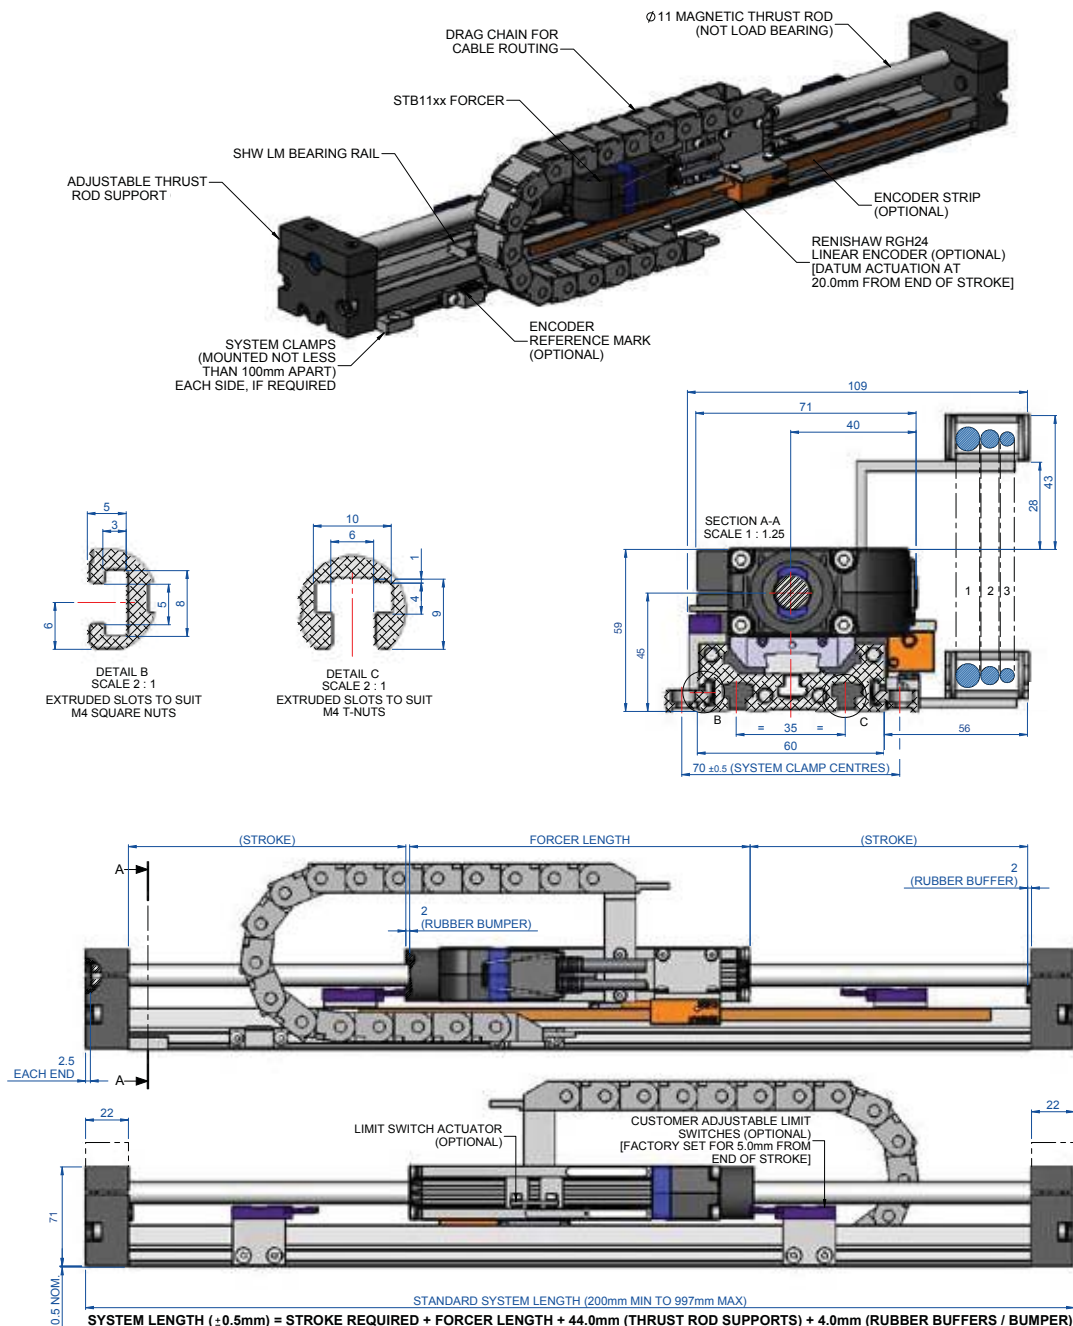 Ø11 MAGNETIC THRUST ROD
(NOT LOAD BEARING)
DRAG CHAIN FOR
CABLE ROUTING
STB11xx FORCER
SHW LM BEARING RAIL
ADJUSTABLE THRUST
ROD SUPPORT
ENCODER STRIP
(OPTIONAL)
RENISHAW RGH24
LINEAR ENCODER (OPTIONAL)
[DATUM ACTUATION AT
20.0mm FROM END OF STROKE]
ENCODER
REFERENCE MARK
(OPTIONAL)
SYSTEM CLAMPS
(MOUNTED NOT LESS
THAN 100mm APART)
EACH SIDE, IF REQUIRED
109
71
40
43
28
SECTION A-A
SCALE 1 : 1.25
1 2 3
59
45
B
C
= 35 =
60
56
70 ±0.5 (SYSTEM CLAMP CENTRES)
5
3
5
8
6
DETAIL B
SCALE 2 : 1
EXTRUDED SLOTS TO SUIT
M4 SQUARE NUTS
10
6
1
4
9
DETAIL C
SCALE 2 : 1
EXTRUDED SLOTS TO SUIT
M4 T-NUTS
(STROKE)
FORCER LENGTH
(STROKE)
A
2
(RUBBER BUMPER)
2
(RUBBER BUFFER)
2.5
EACH END
A
22
22
LIMIT SWITCH ACTUATOR
(OPTIONAL)
CUSTOMER ADJUSTABLE LIMIT
SWITCHES (OPTIONAL)
[FACTORY SET FOR 5.0mm FROM
END OF STROKE]
71
0.5 NOM.
STANDARD SYSTEM LENGTH (200mm MIN TO 997mm MAX)
SYSTEM LENGTH (±0.5mm) = STROKE REQUIRED + FORCER LENGTH + 44.0mm (THRUST ROD SUPPORTS) + 4.0mm (RUBBER BUFFERS / BUMPER)